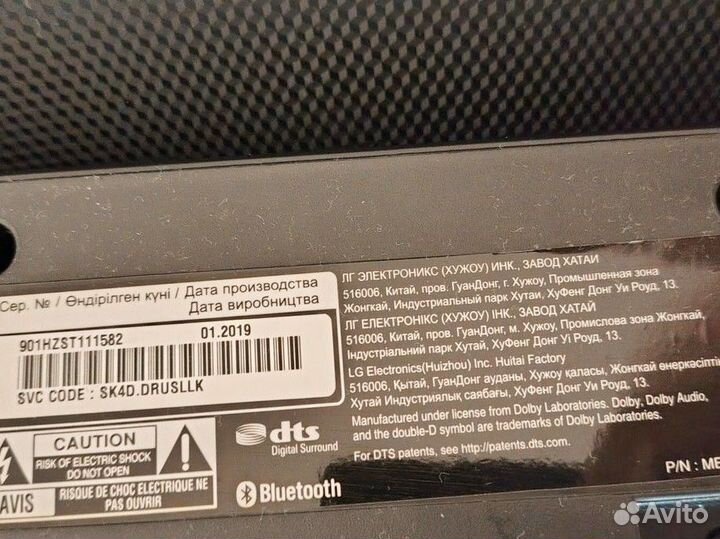 Сер. № / Өндірілген күні / Дата производства
Дата виробництва
901HZST111582 01.2019
SVC CODE : SK4D.DRUSLLK
CAUTION
RISK OF ELECTRIC SHOCK
DO NOT OPEN
AVIS
RISQUE DE CHOC ELECTRIQUE NE
PAS OUVRIR
dts
Digital Surround
Bluetooth
ЛГ ЭЛЕКТРОНИКС (ХУЖОУ) ИНК., ЗАВОД ХАТАИ
516006, Китай, пров. ГуанДонг, г. Хужоу, Промышленная зона
Жонгкай, Индустриальный парк Хутаи, ХуФенг Донг Уи Роуд, 13.
ЛГ ЕЛЕКТРОНІКС (ХУЖОУ) ИНК., ЗАВОД ХАТАЙ
516006, Китай, пров. ГуанДонг, м. Хужоу, Промислова зона Жонгкай,
Індустріальний парк Хутай, ХуФенг Донг Уи Роуд, 13.
LG Electronics(Huizhou) Inc. Huitai Factory
516006, Қытай, ГуанДонг ауданы, Хужоу қаласы, Жонгкай өнеркәсіптік
Хутай Индустриялық саябағы, ХуФенг Донг Уи Роуд, 13.
Manufactured under license from Dolby Laboratories. Dolby, Dolby Audio,
and the double-D symbol are trademarks of Dolby Laboratories.
For DTS patents, see http://patents.dts.com.
P/N : ME
Avito